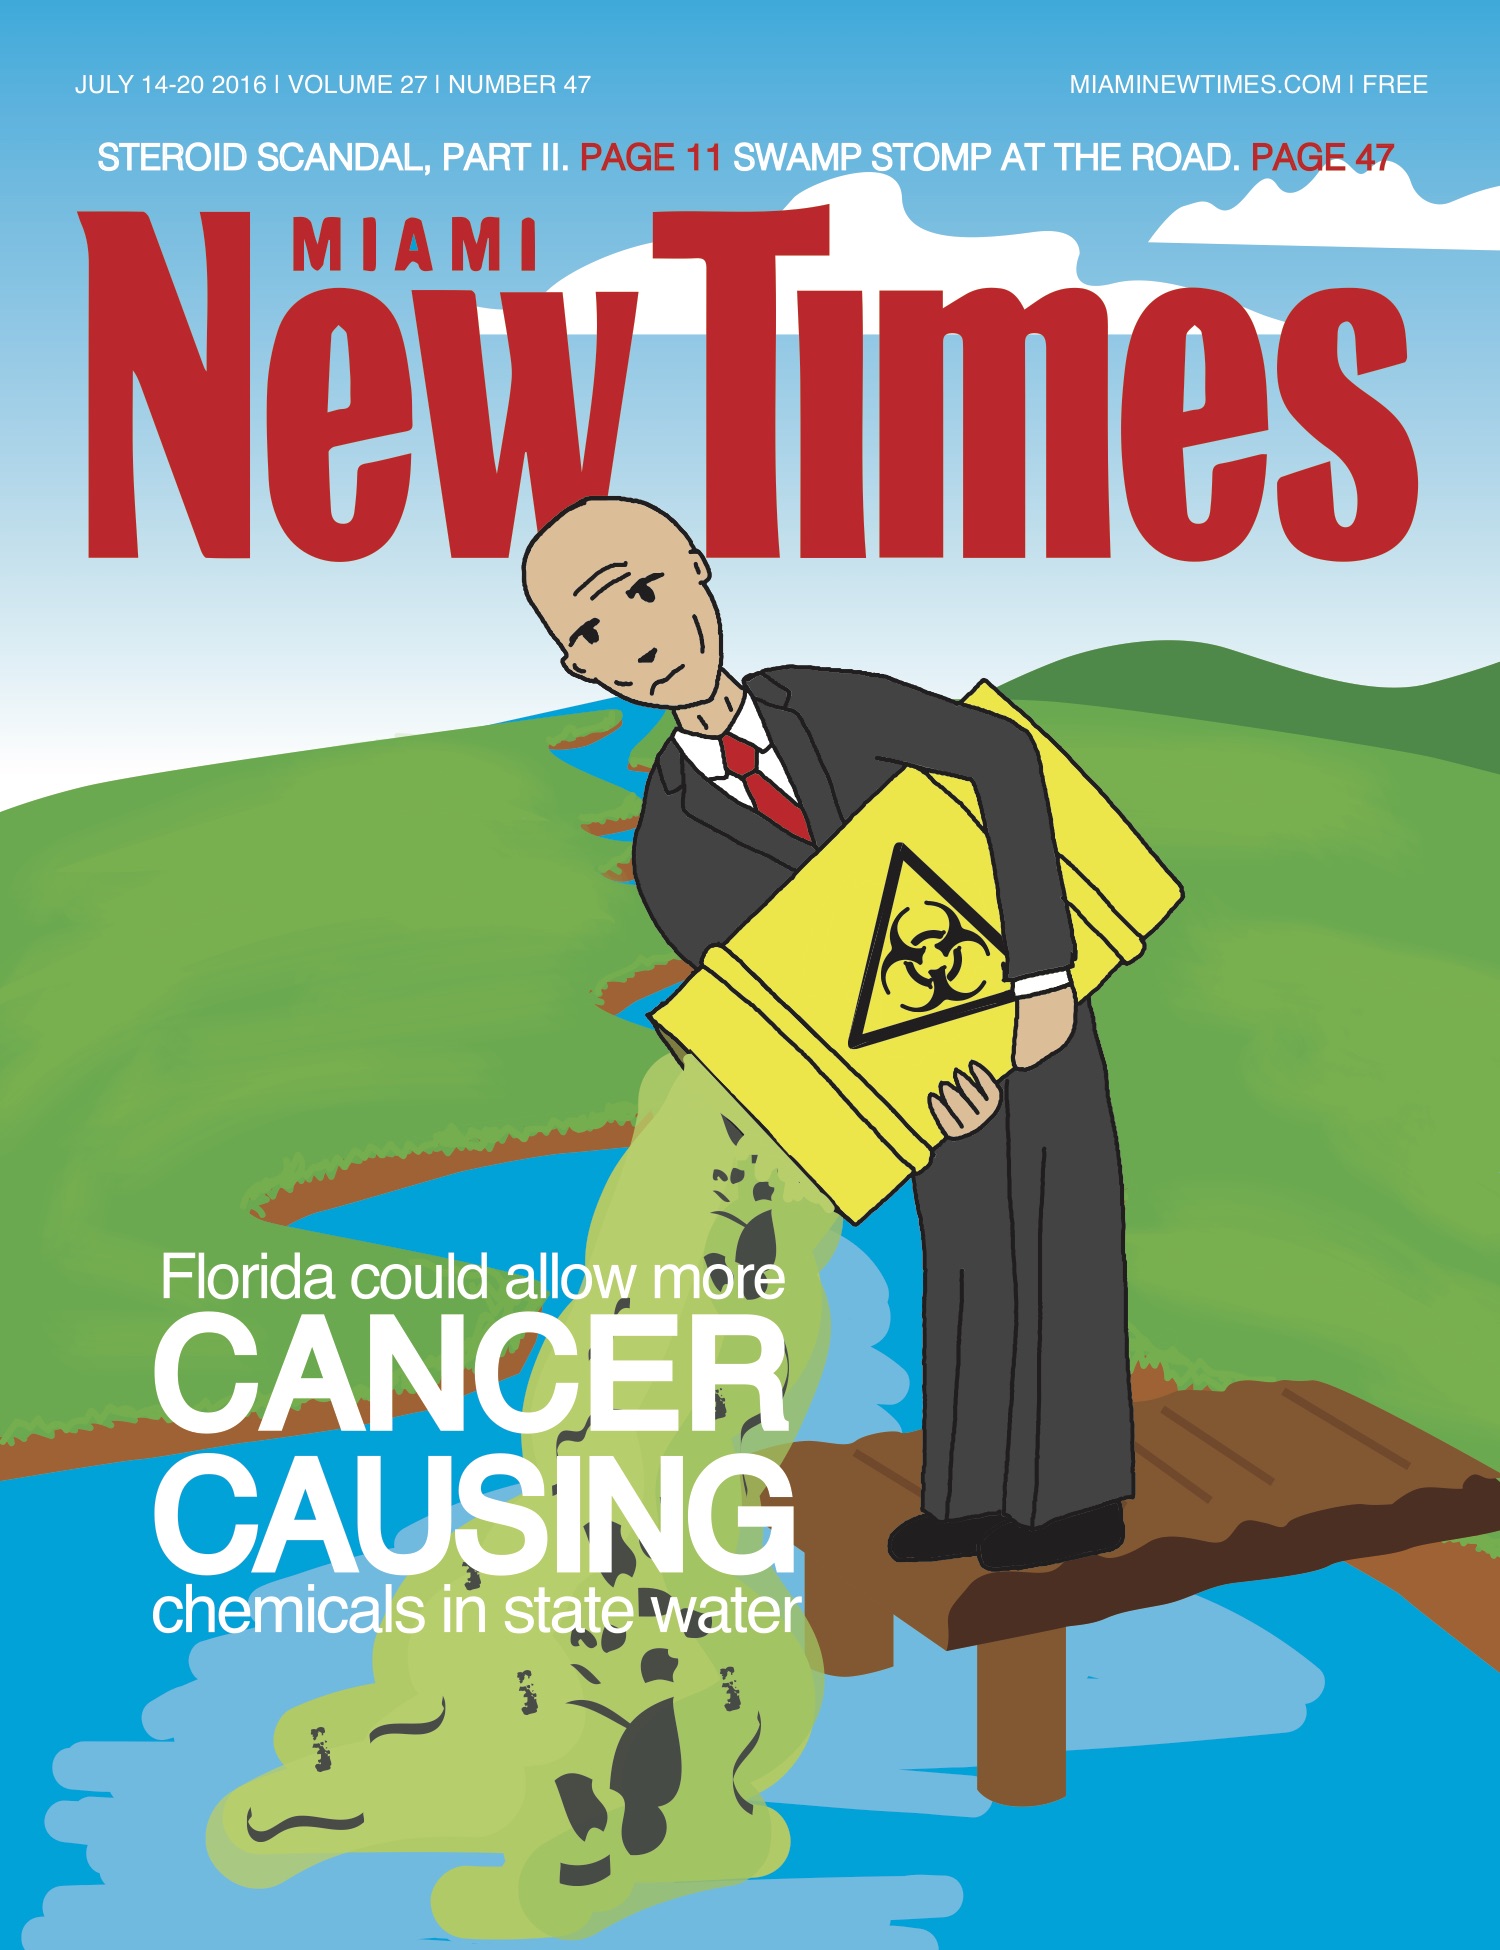 JULY 14-20 2016 | VOLUME 27 | NUMBER 47
MIAMINEWTIMES.COM | FREE
STEROID SCANDAL, PART II. PAGE 11 SWAMP STOMP AT THE ROAD. PAGE 47
MIAMI
New Times
Florida could allow more
CANCER
CAUSING
chemicals in state water